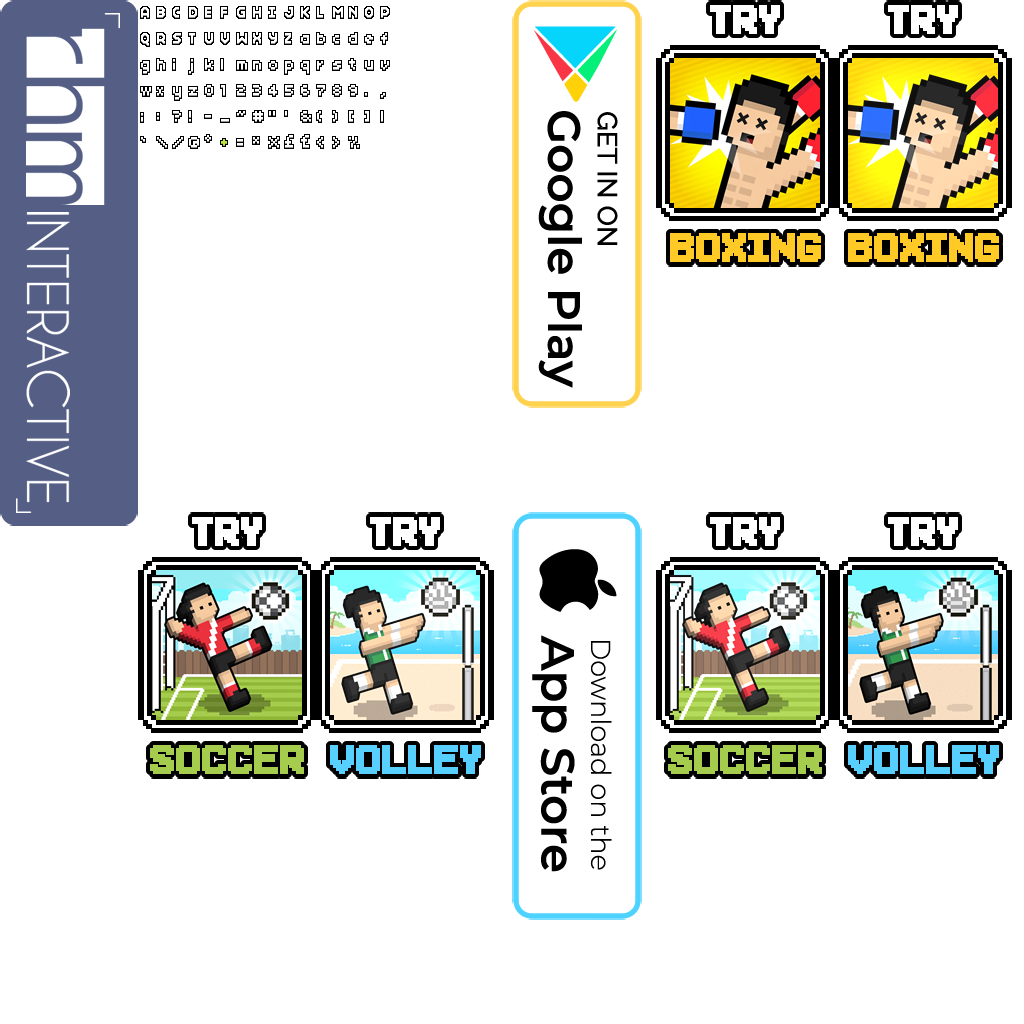 rhm INTERACTIVE
A B C D E F G H I J K L M N O P
Q R S T U V W X Y Z a b c d e f
g h i j k l m n o p q r s t u v
w x y z 0 1 2 3 4 5 6 7 8 9 . ,
GET IN ON
Google Play
TRY
BOXING
TRY
BOXING
TRY
SOCCER
TRY
VOLLEY
Download on the
App Store
TRY
SOCCER
TRY
VOLLEY